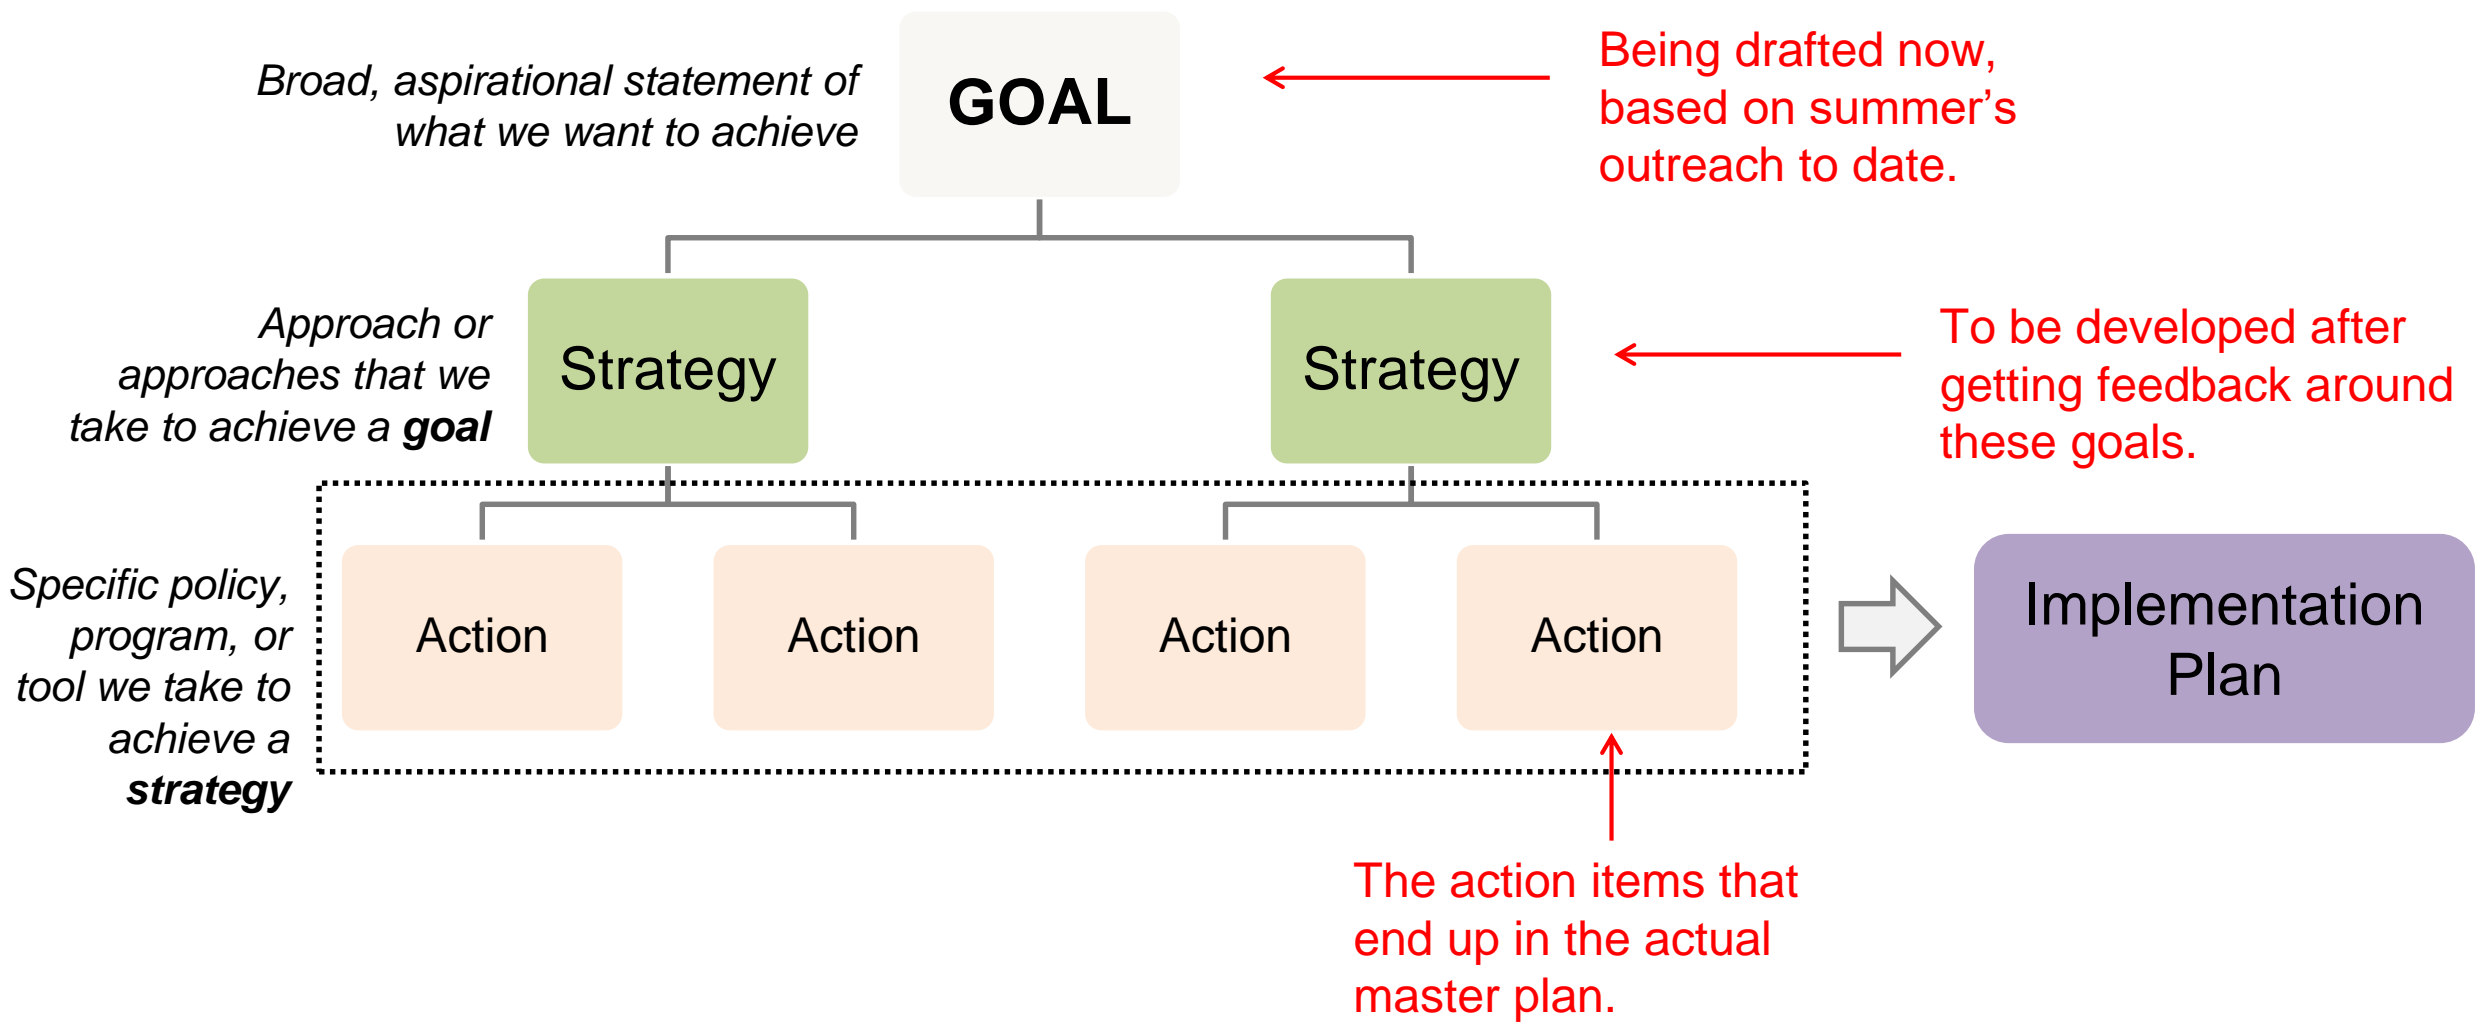 Broad, aspirational statement of
what we want to achieve
GOAL
Being drafted now,
based on summer’s
outreach to date.
Approach or
approaches that we
take to achieve a goal
Strategy
Strategy
To be developed after
getting feedback around
these goals.
Specific policy,
program, or
tool we take to
achieve a
strategy
Action
Action
Action
Action
Implementation
Plan
The action items that
end up in the actual
master plan.